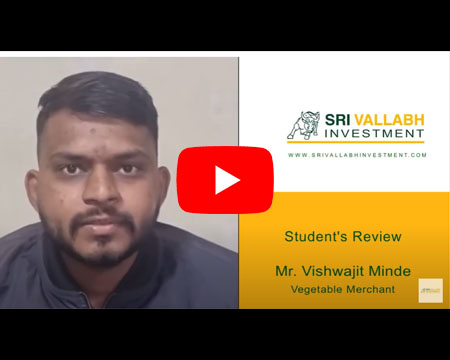 SRI VALLABH
INVESTMENT
WWW.SRIVALLABHINVESTMENT.COM
Student's Review
Mr. Vishwajit Minde
Vegetable Merchant